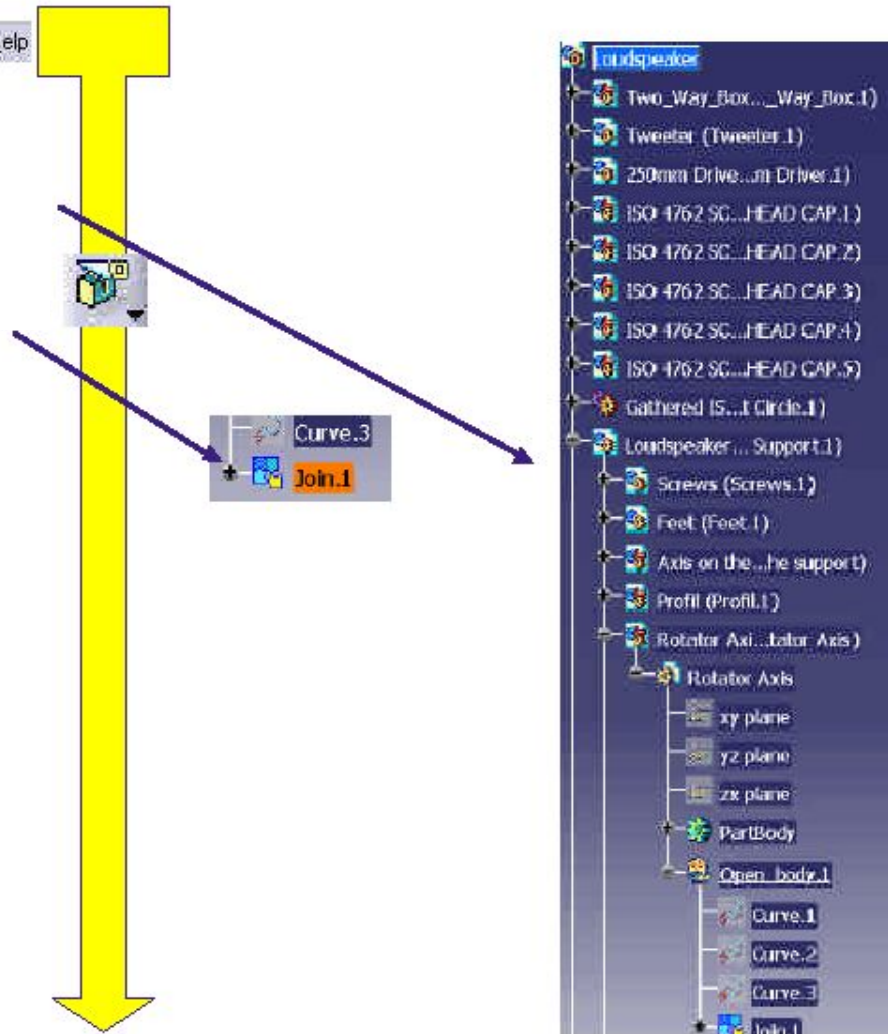 elp
Loudspeaker
Two_Way_Box...._Way_Box.1)
Tweeter (Tweeter.1)
250mm Drive...m Driver.1)
ISO 4762 SC...HEAD CAP.1)
ISO 4762 SC...HEAD CAP.2)
ISO 4762 SC...HEAD CAP.3)
ISO 4762 SC...HEAD CAP.4)
ISO 4762 SC...HEAD CAP.5)
Gathered IS...t Circle.1)
Loudspeaker ... Support.1)
Curve.3
Join.1
Screws (Screws.1)
Feet (Feet.1)
Axis on the...he support)
Profil (Profil.1)
Rotator Axi...tator Axis)
Rotator Axis
xy plane
yz plane
zx plane
PartBody
Open_body.1
Curve.1
Curve.2
Curve.3
Join.1